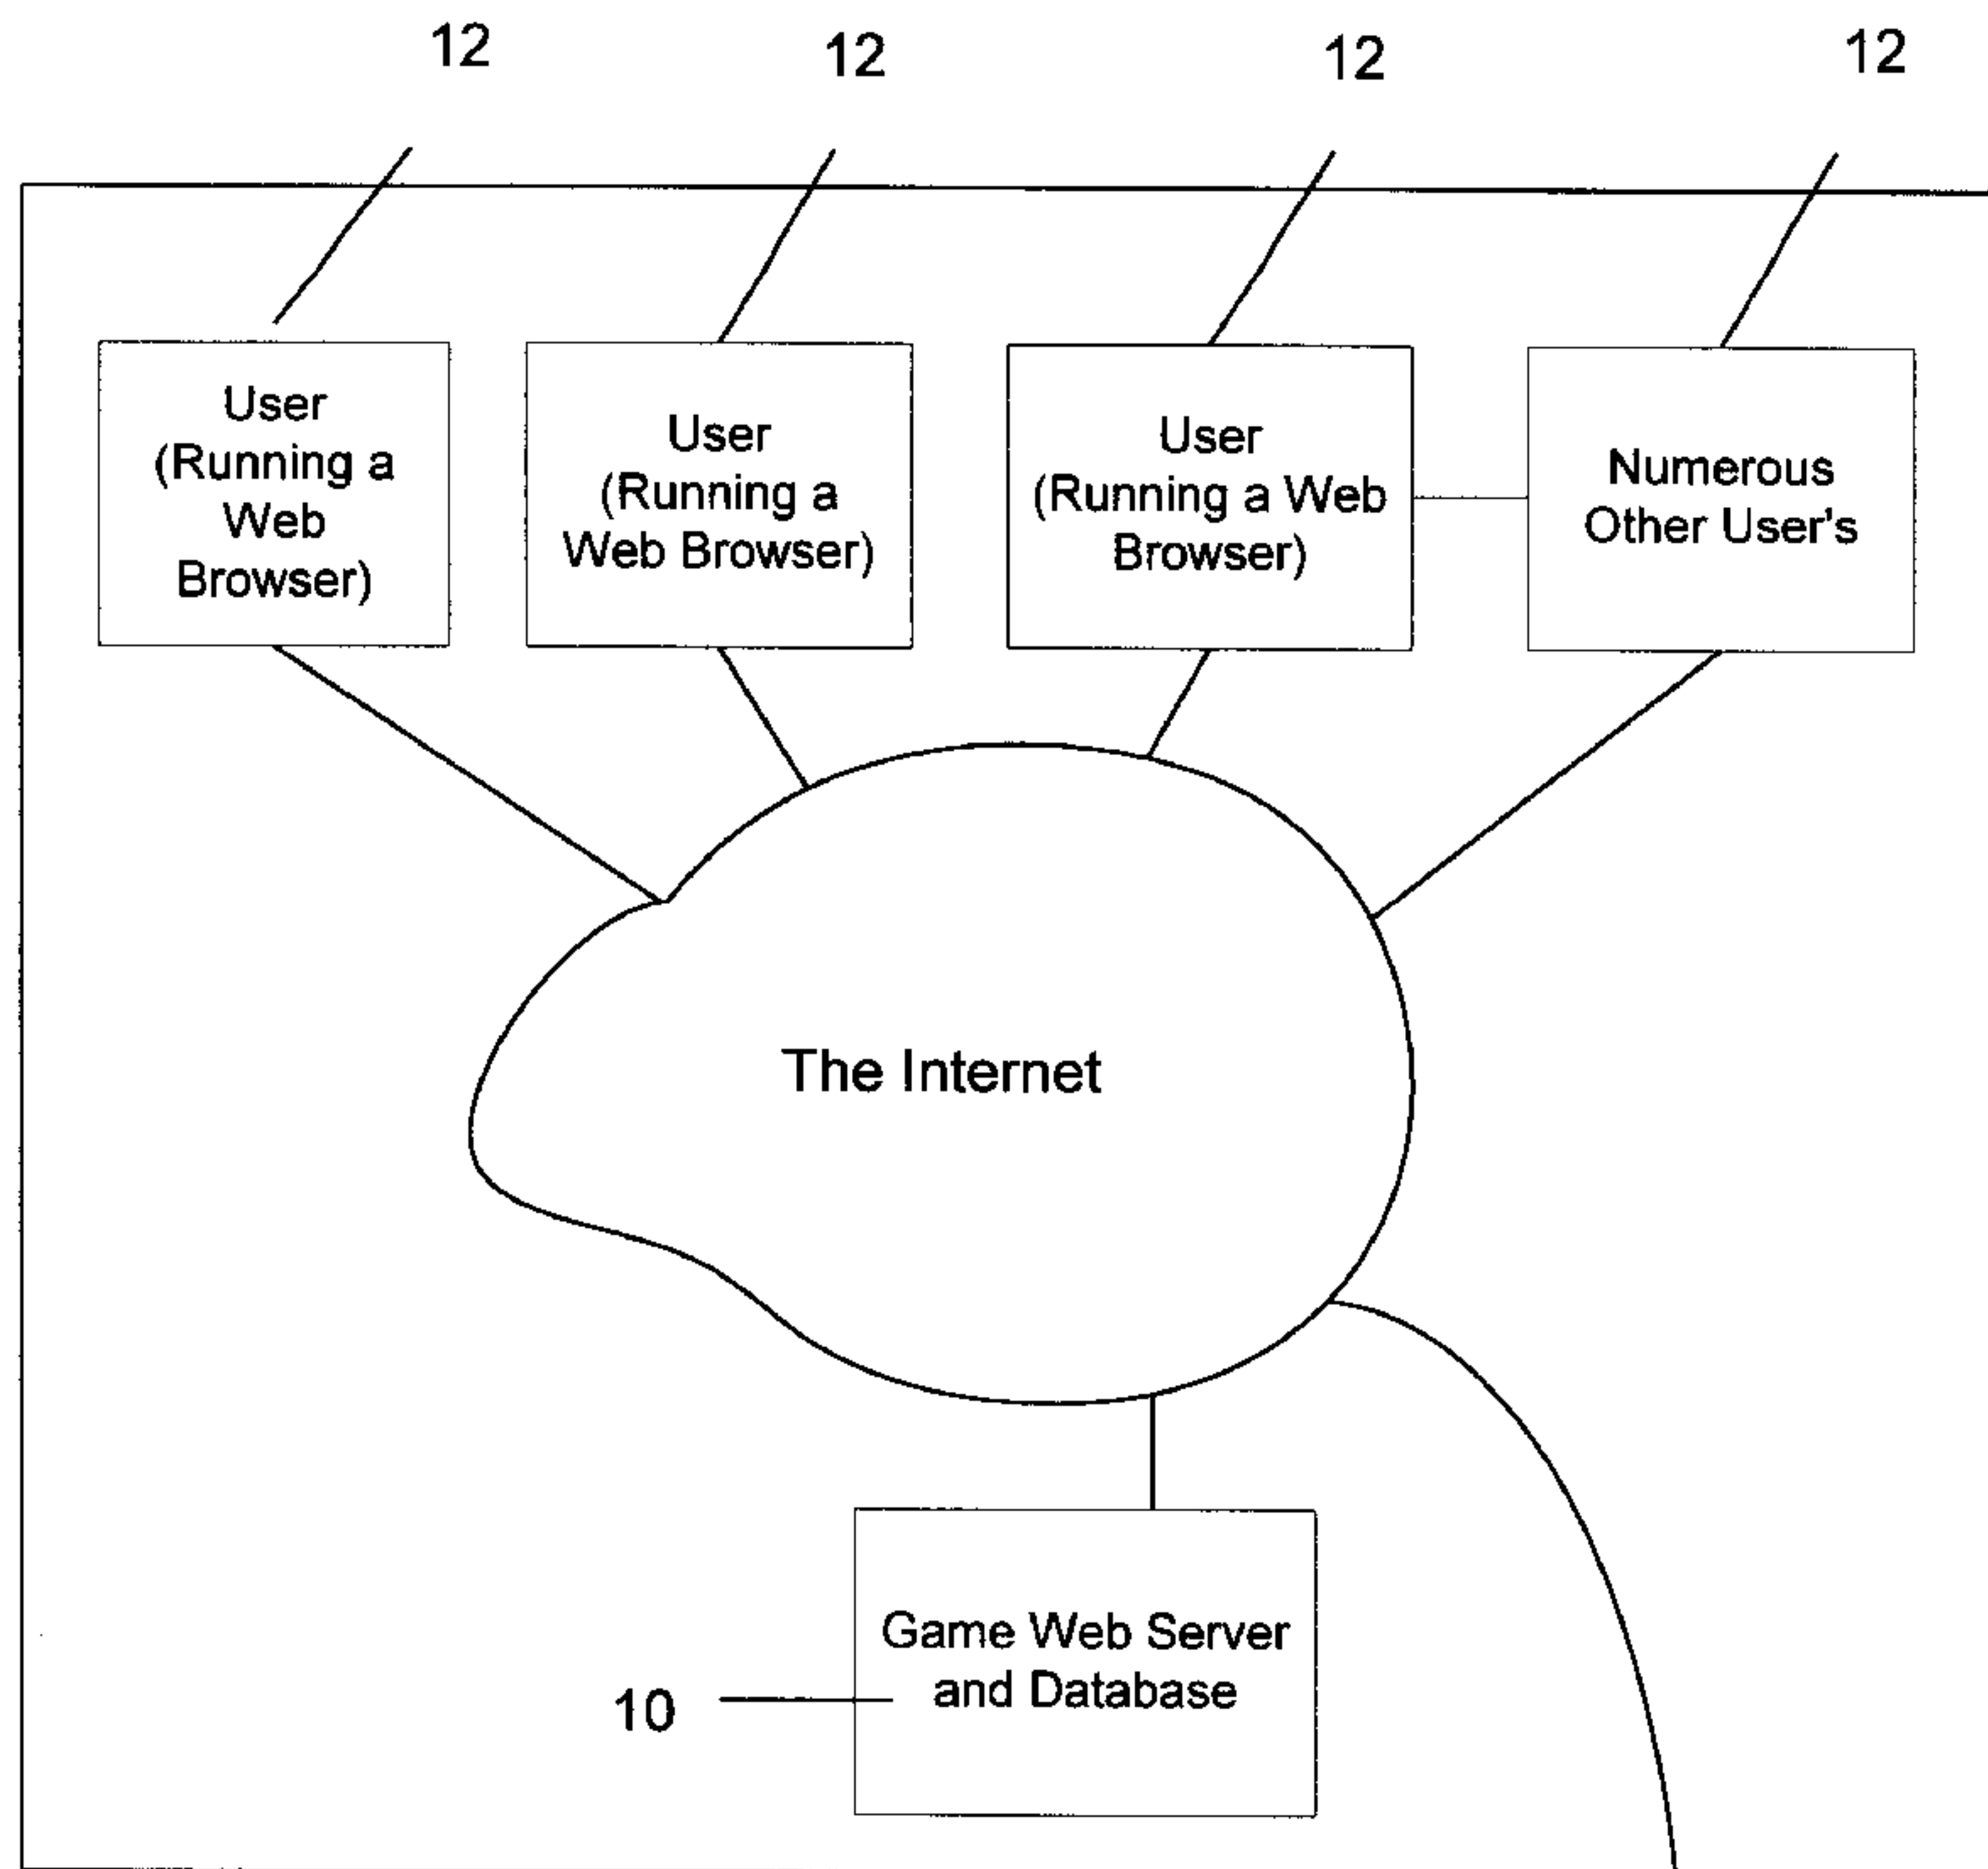 12
12
12
12
User
(Running a
Web
Browser)
User
(Running a
Web Browser)
User
(Running a Web
Browser)
Numerous
Other User's
The Internet
Game Web Server
and Database
10